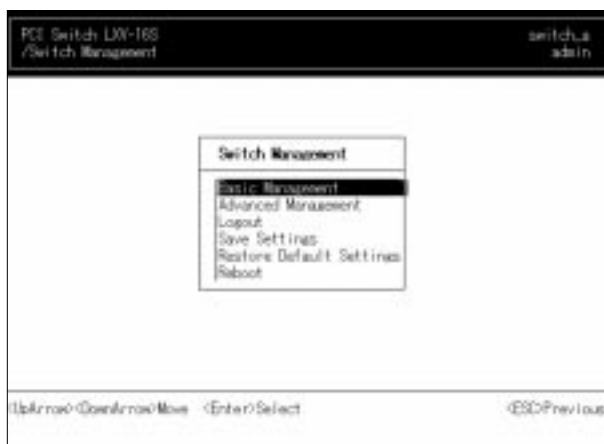 PCI Switch LXW-16S switch_a
/Switch Management admin
Switch Management
Basic Management
Advanced Management
Logout
Save Settings
Restore Default Settings
Reboot
<UpArrow><DownArrow>Move <Enter>Select <ESC>Previous